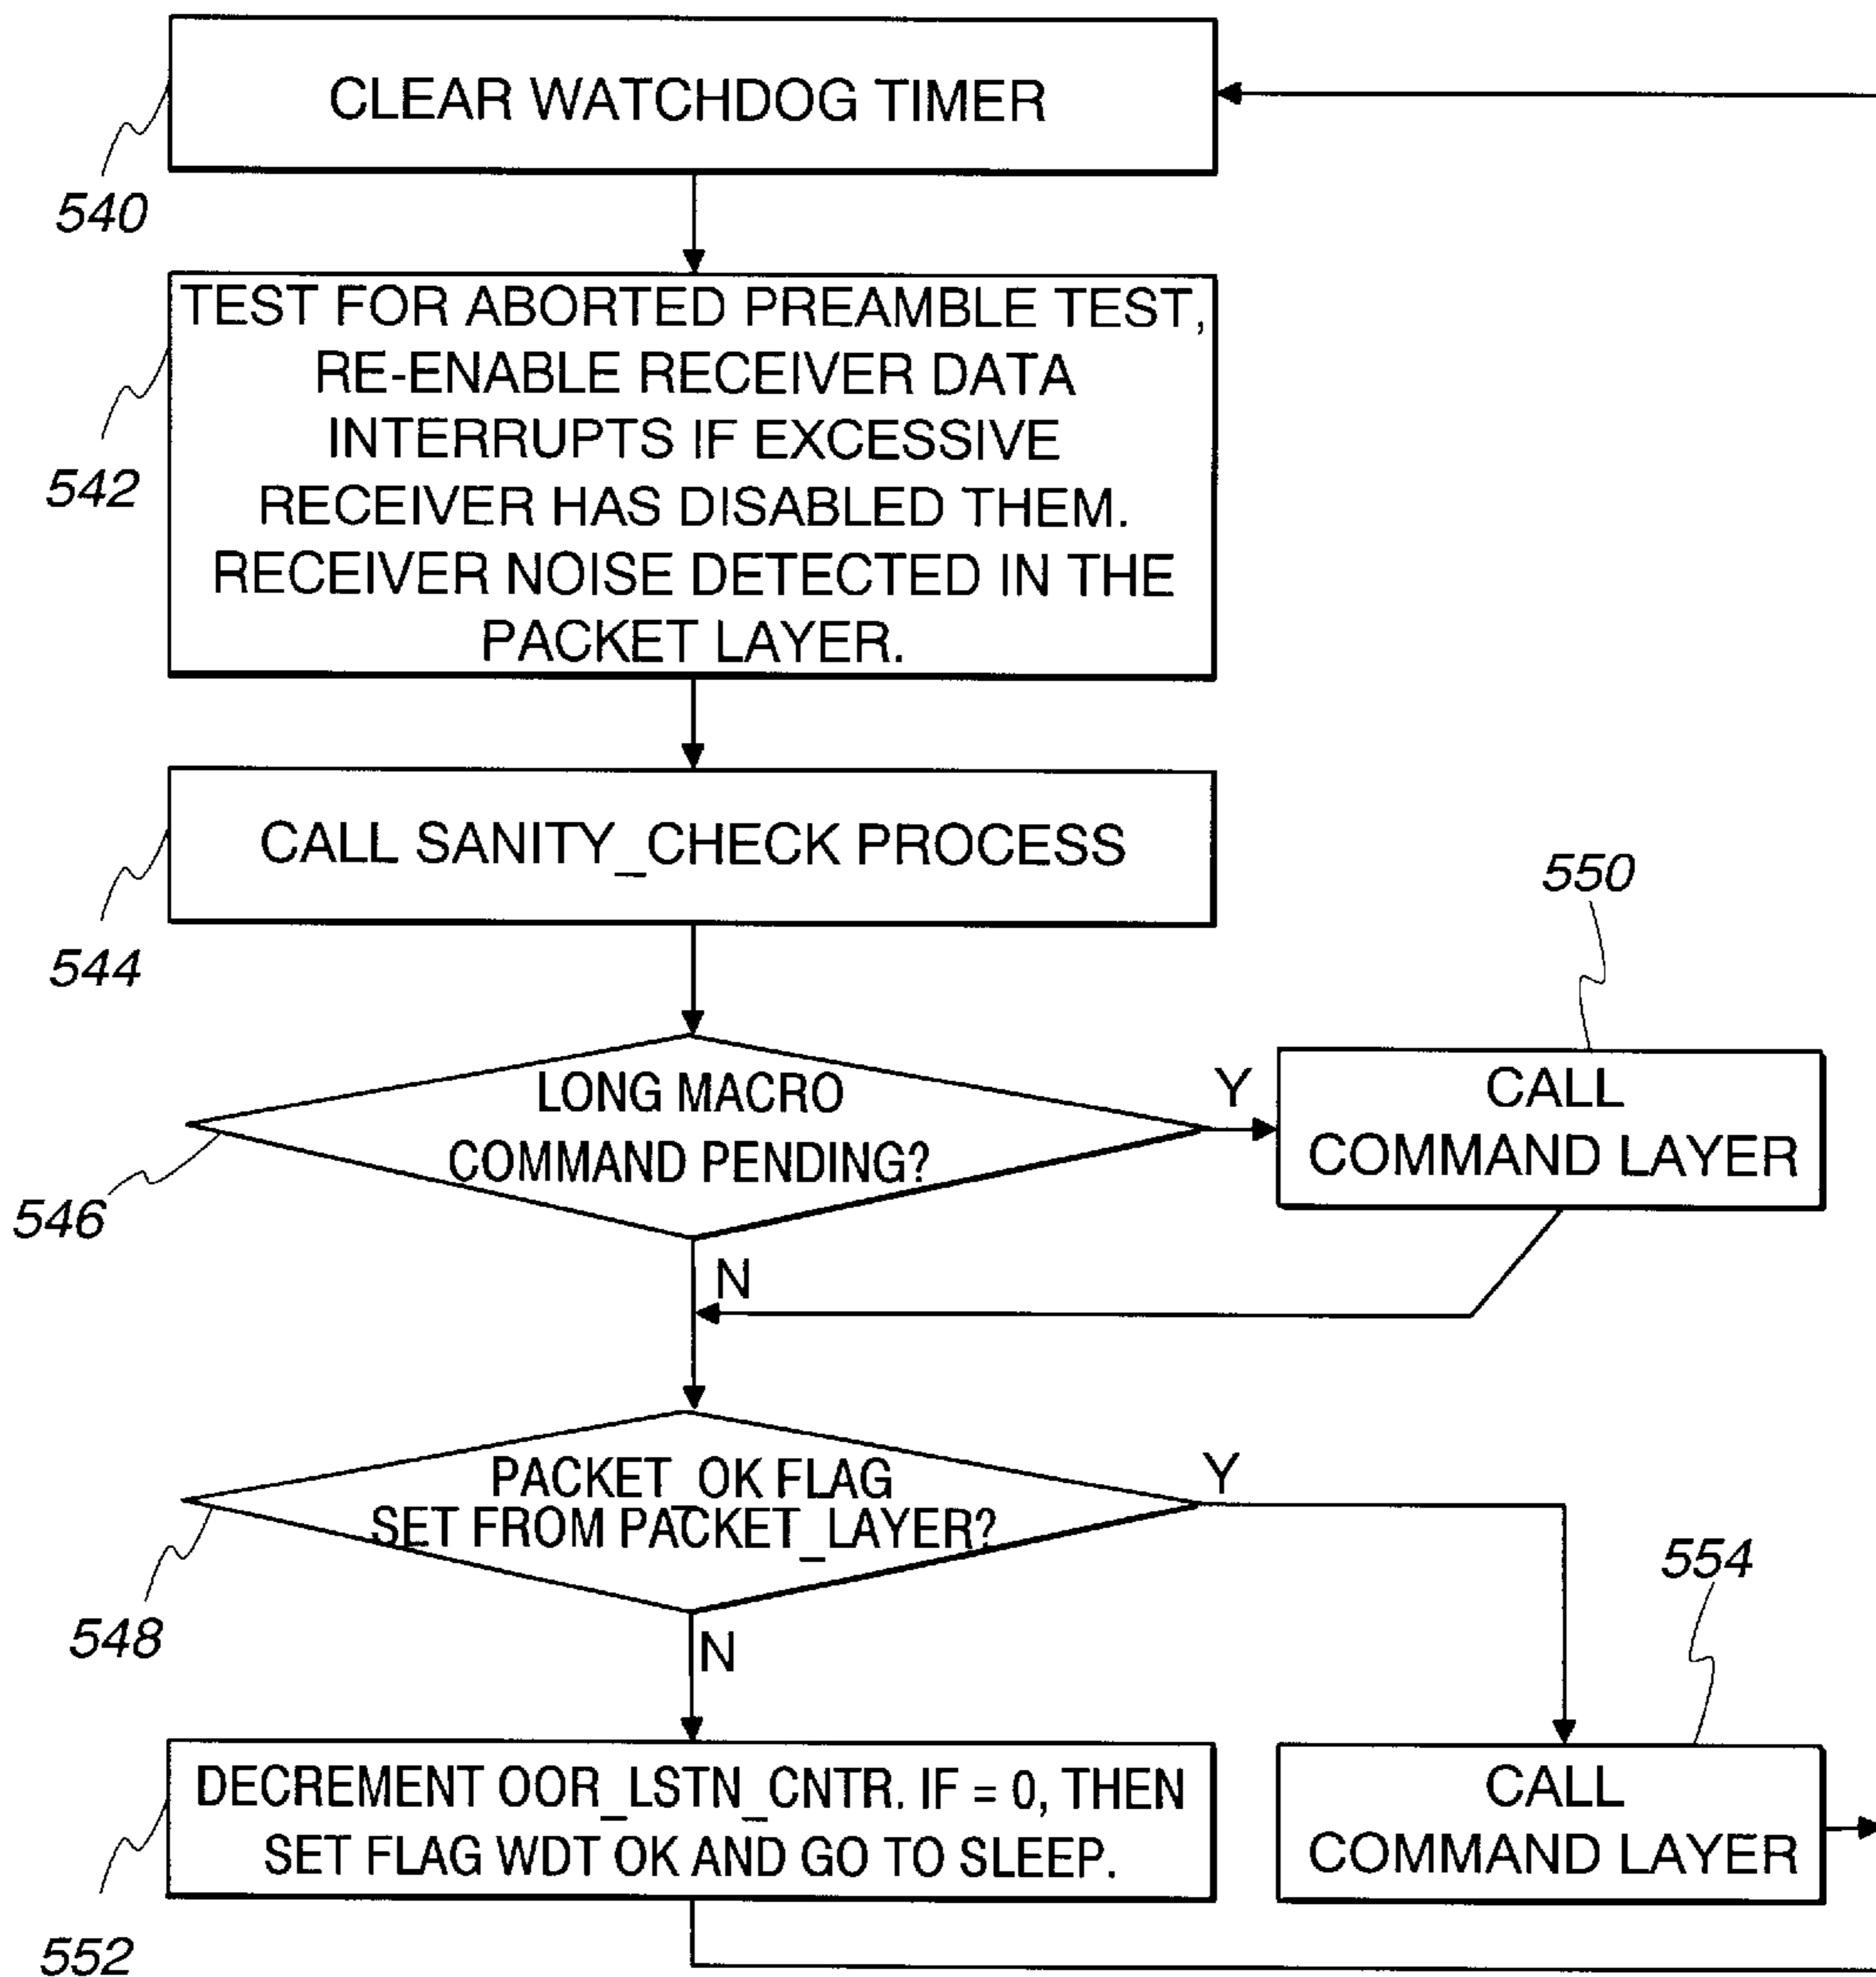 CLEAR WATCHDOG TIMER
540
TEST FOR ABORTED PREAMBLE TEST,
RE-ENABLE RECEIVER DATA
INTERRUPTS IF EXCESSIVE
RECEIVER HAS DISABLED THEM.
RECEIVER NOISE DETECTED IN THE
PACKET LAYER.
542
CALL SANITY_CHECK PROCESS
544
LONG MACRO
COMMAND PENDING?
546
Y
N
550
CALL
COMMAND LAYER
PACKET_OK FLAG
SET FROM PACKET_LAYER?
548
Y
N
554
CALL
COMMAND LAYER
DECREMENT OOR_LSTN_CNTR. IF = 0, THEN
SET FLAG WDT OK AND GO TO SLEEP.
552